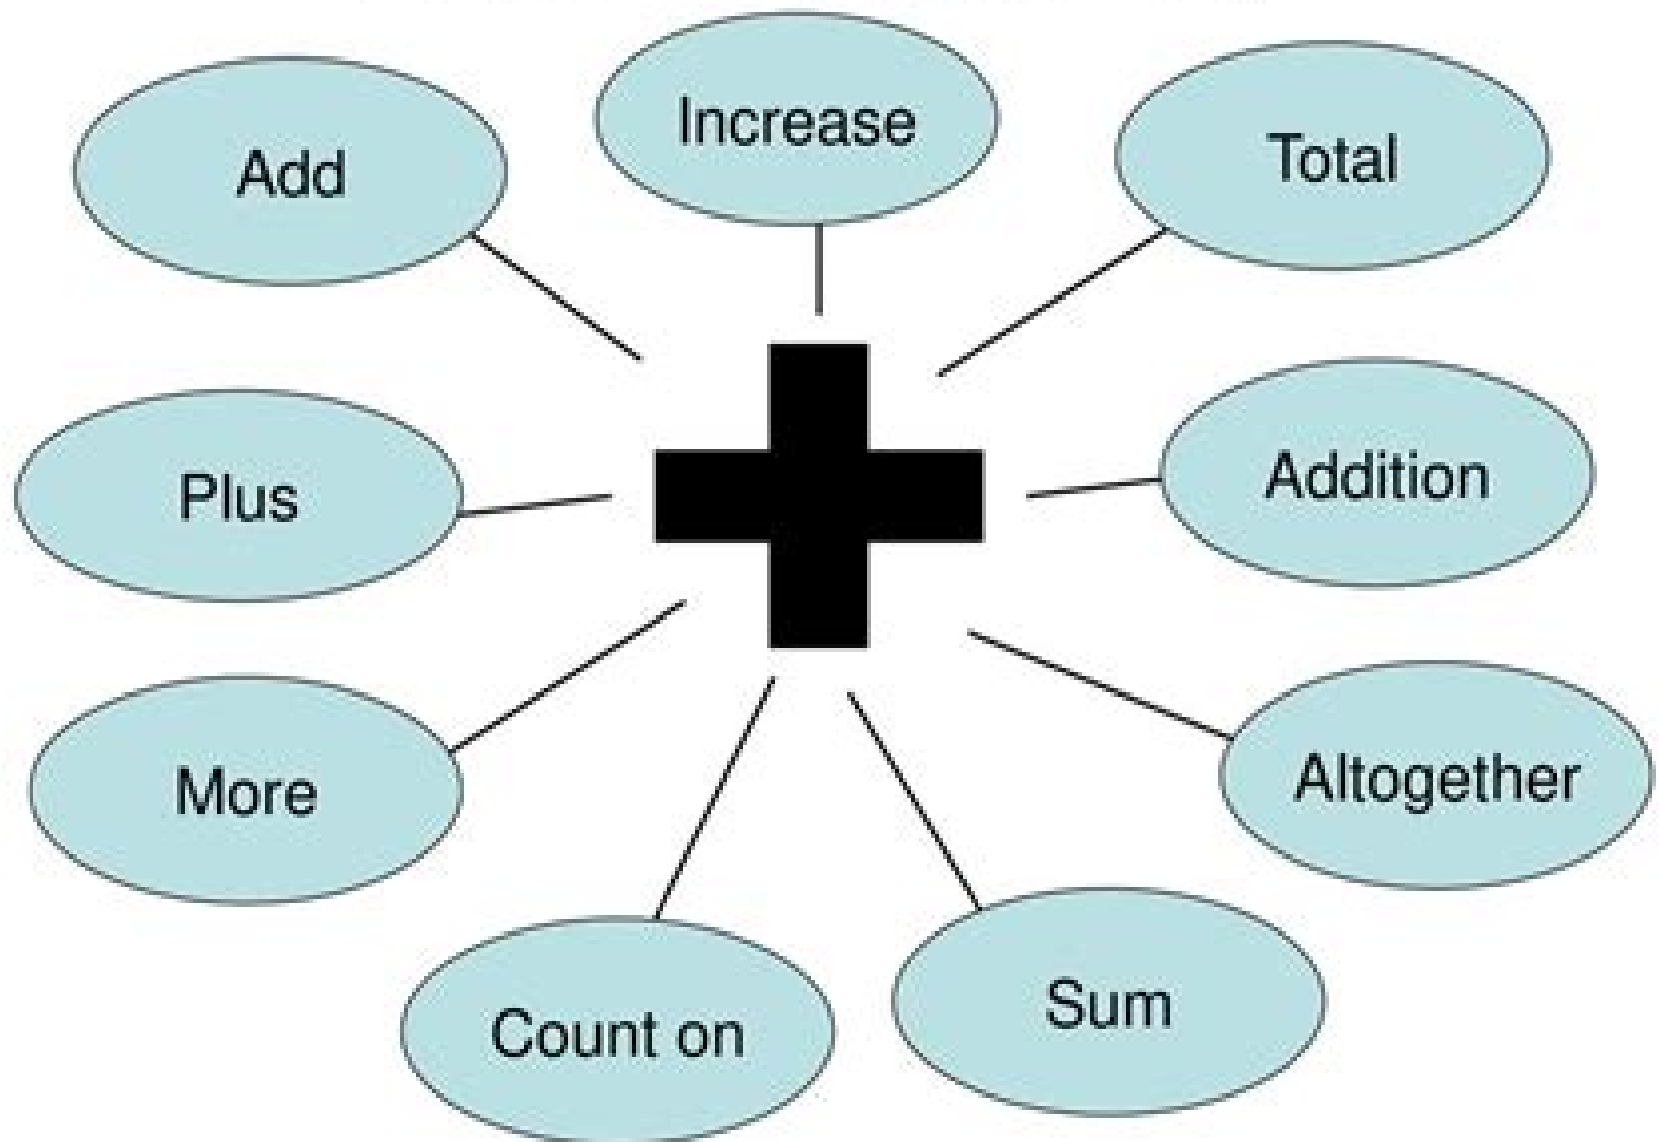 Increase
Add
Total
Plus
Addition
More
Altogether
Count on
Sum